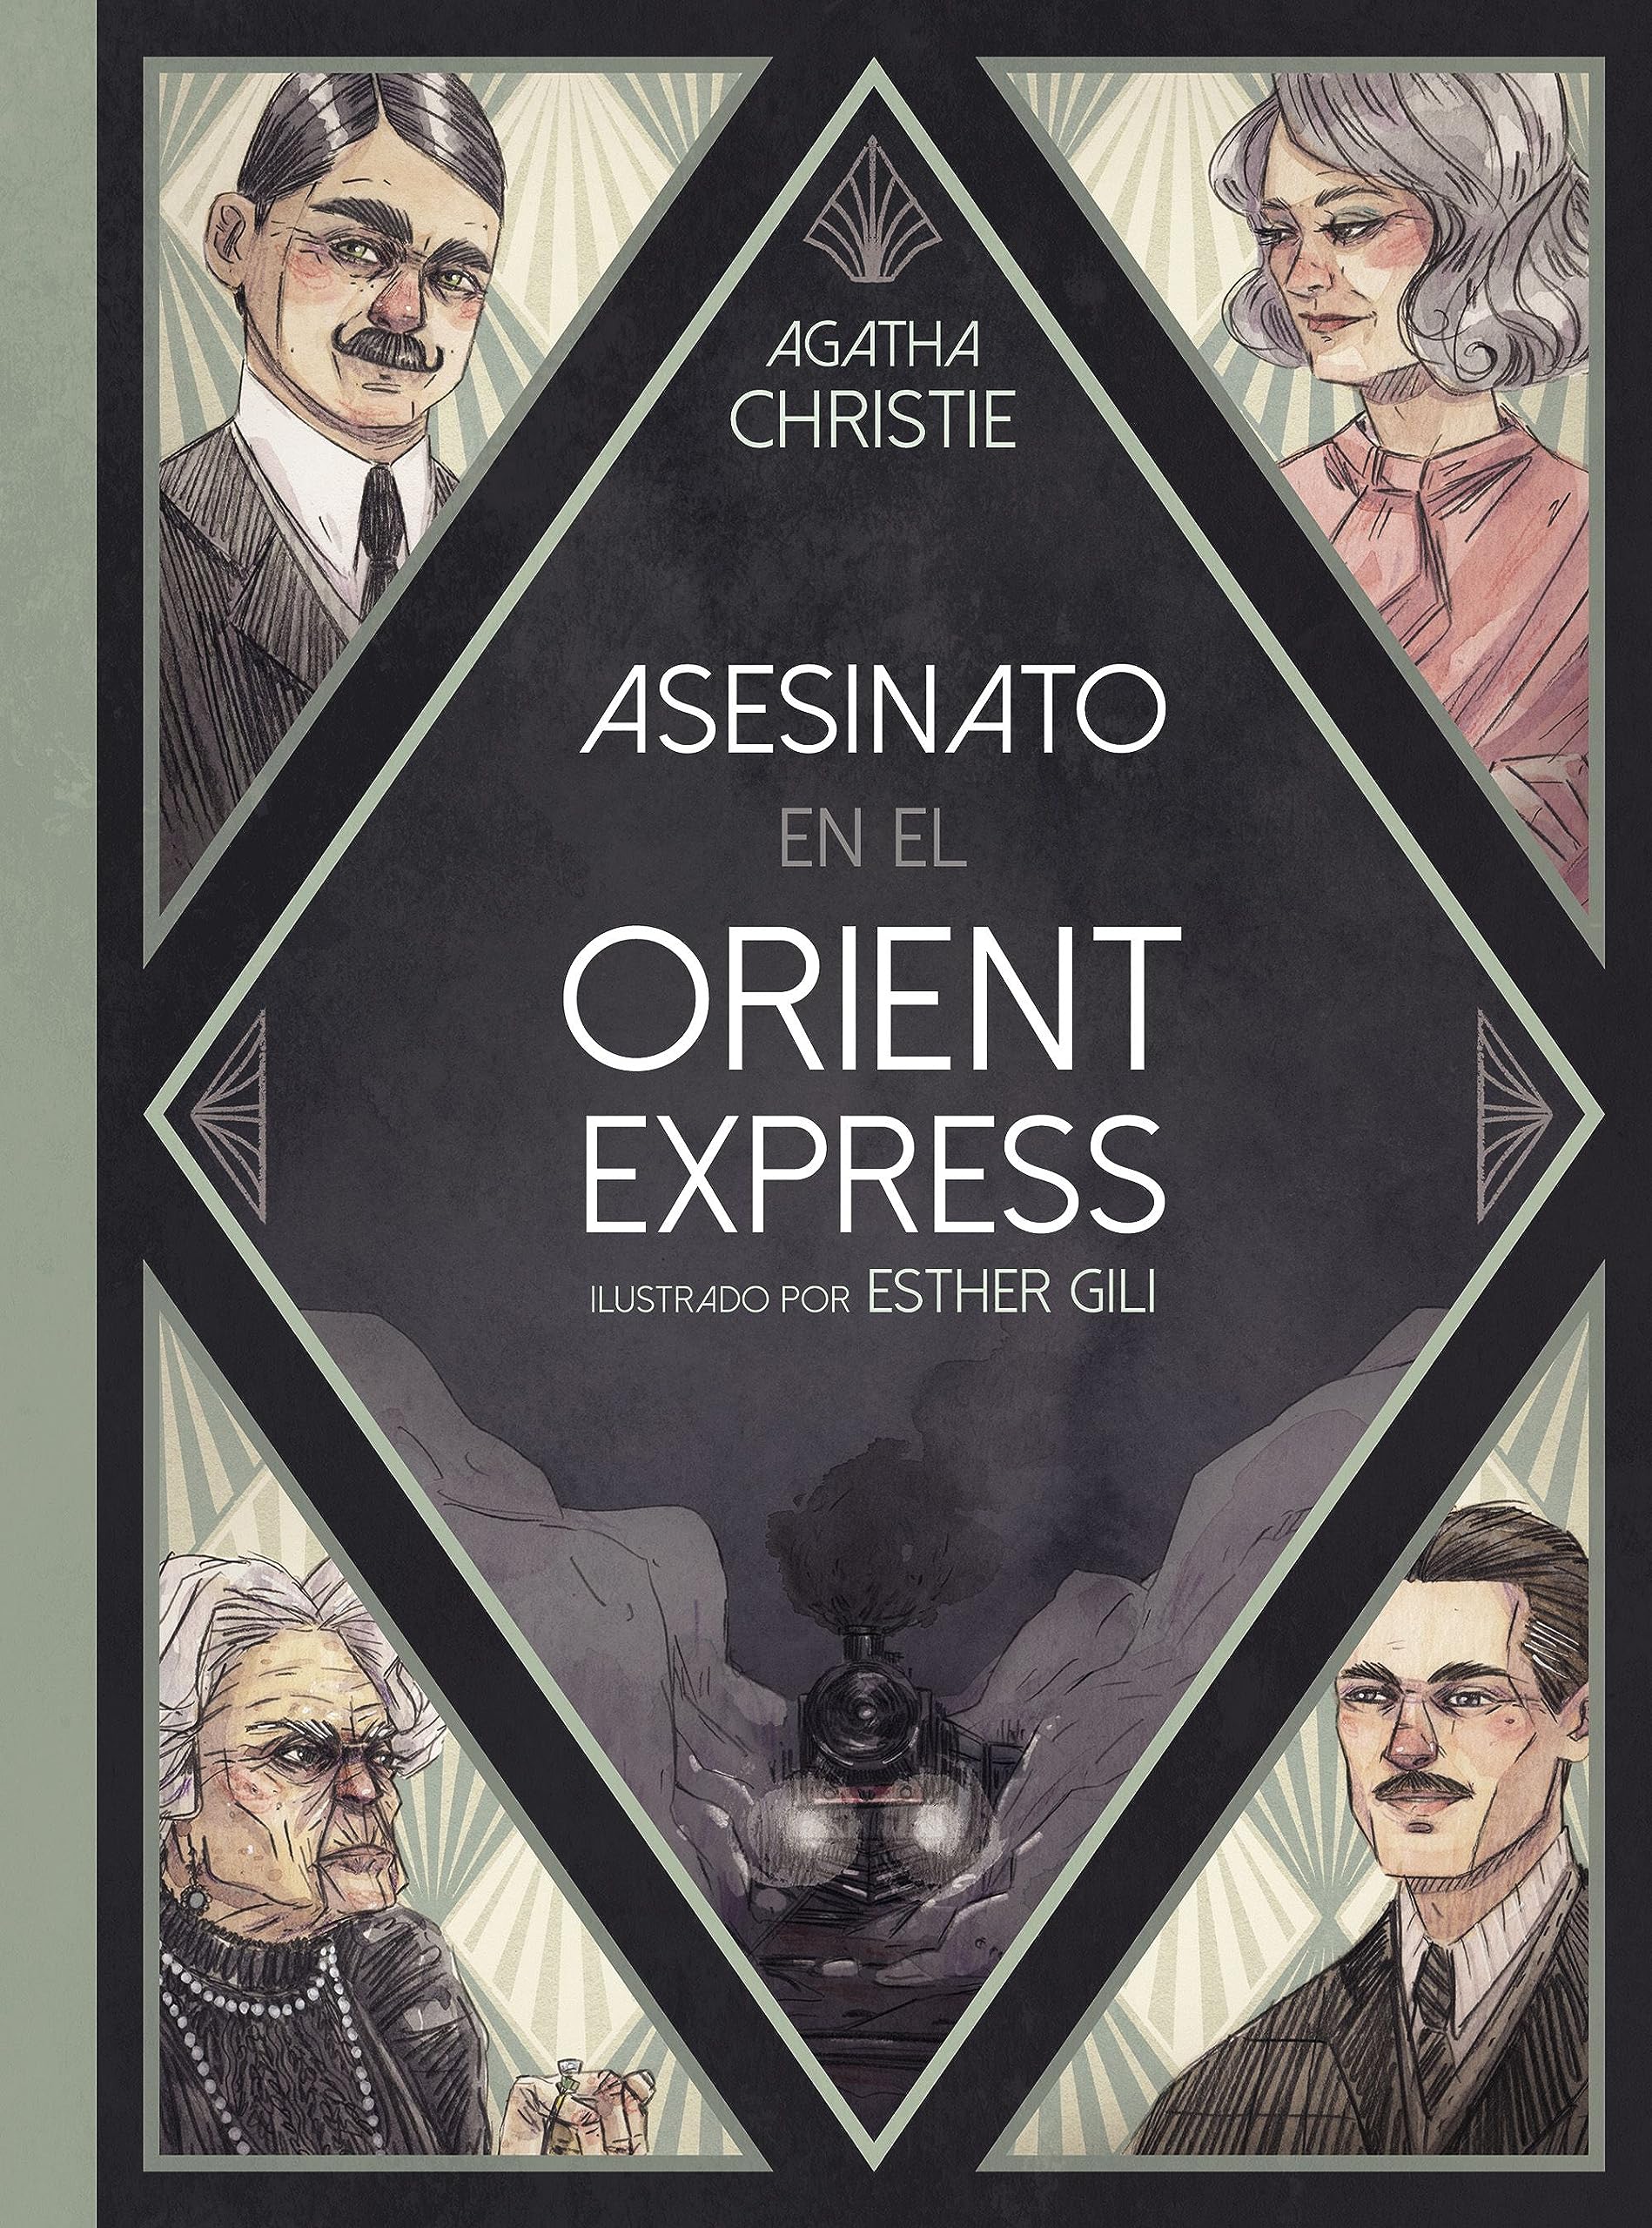 AGATHA
CHRISTIE
ASESINATO
EN EL
ORIENT
EXPRESS
ILUSTRADO POR ESTHER GILI